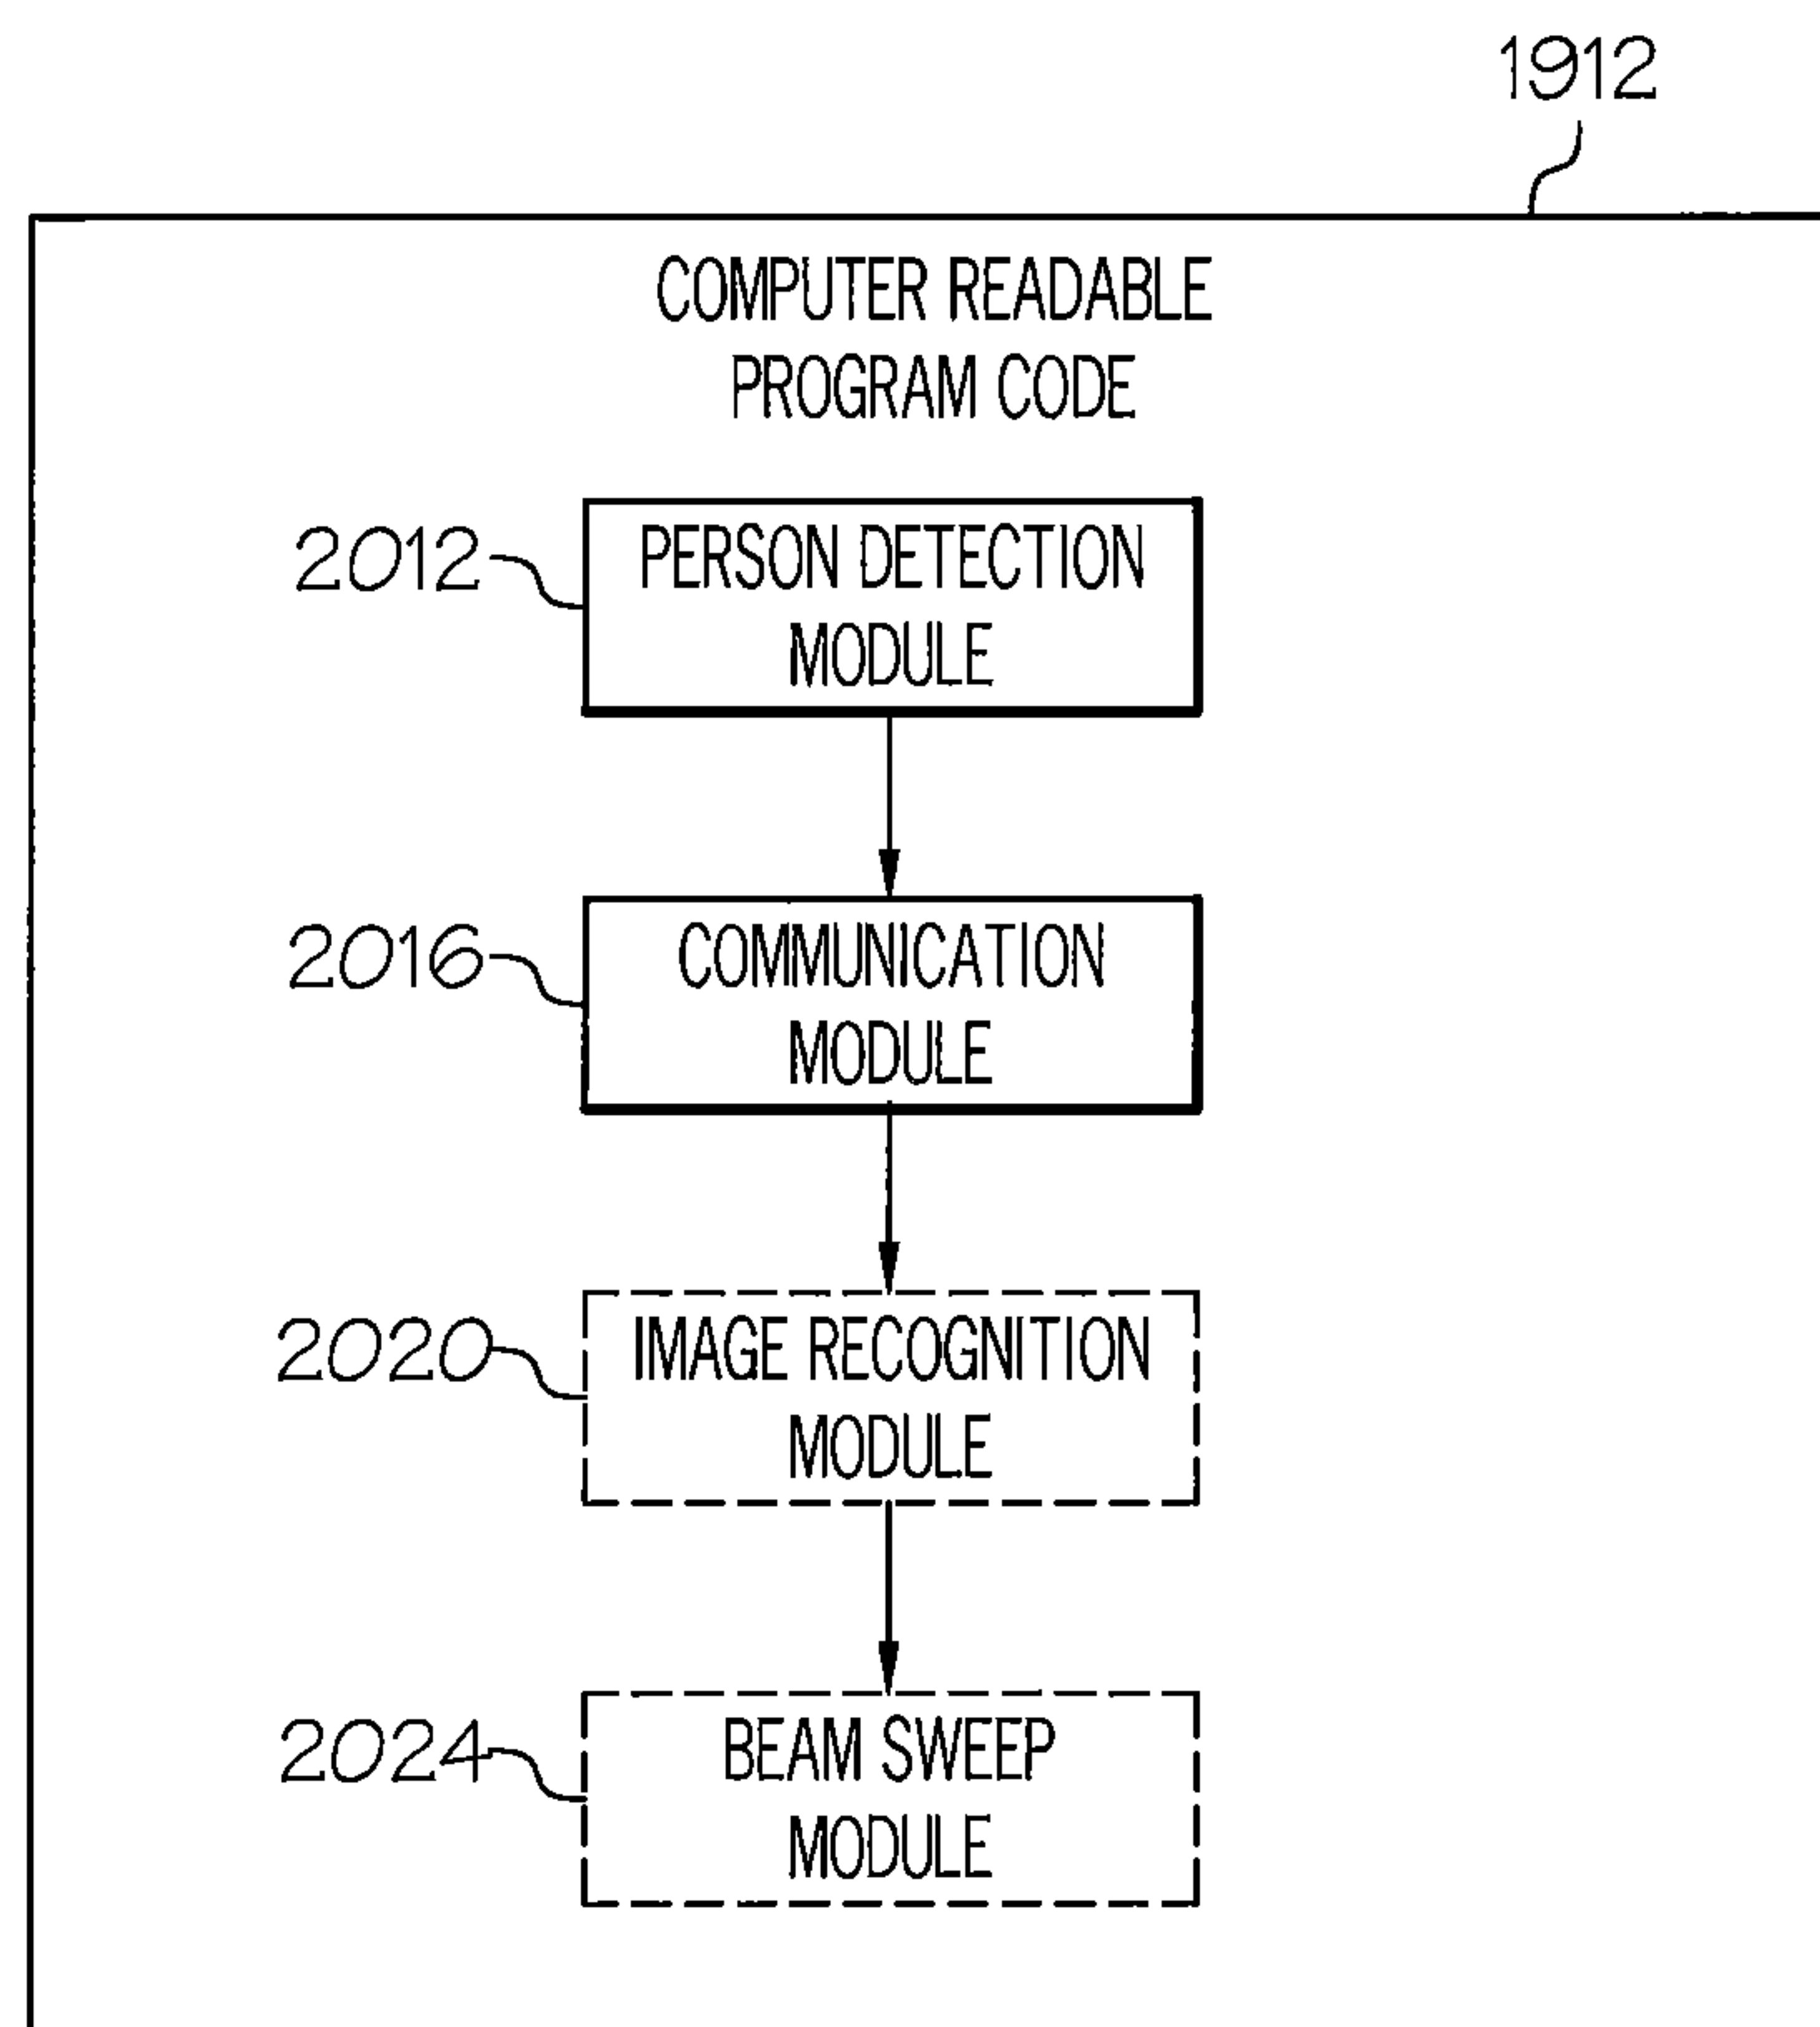 1912
COMPUTER READABLE
PROGRAM CODE
2012
PERSON DETECTION
MODULE
2016
COMMUNICATION
MODULE
2020
IMAGE RECOGNITION
MODULE
2024
BEAM SWEEP
MODULE